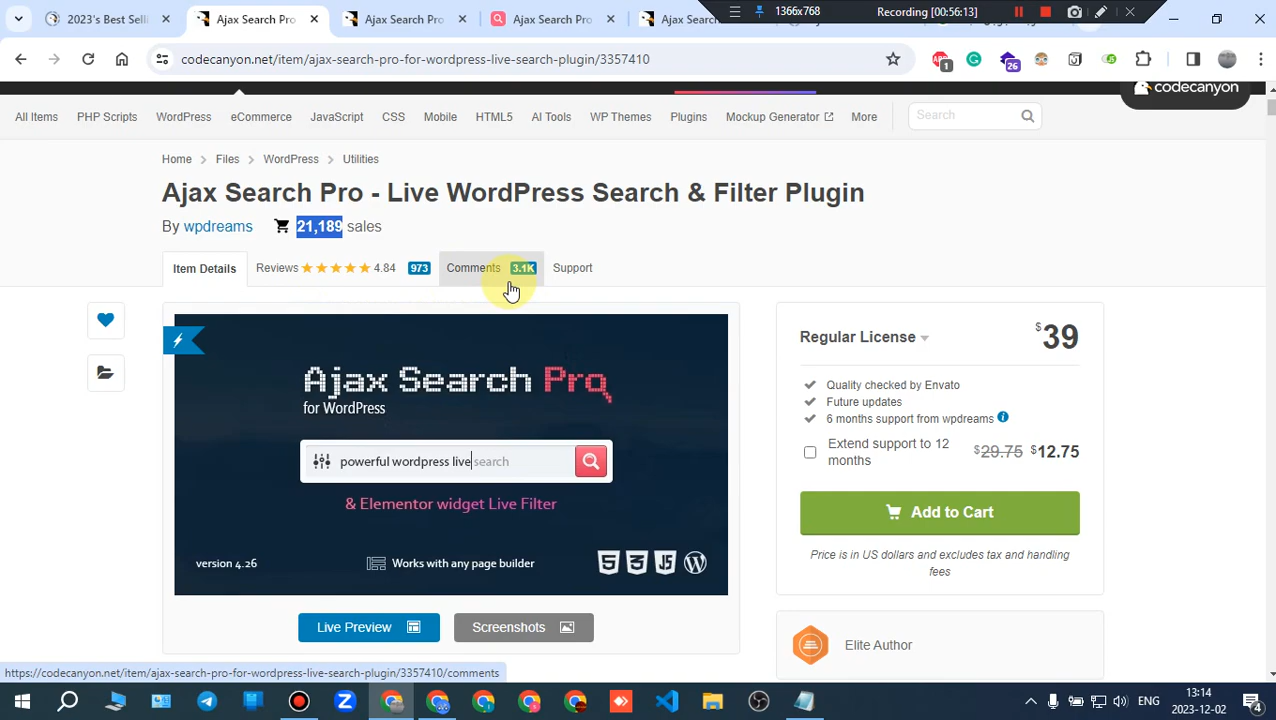 2023's Best Selli
Ajax Search Pro
Ajax Search Pro
Ajax Search Pro
Ajax Sear
1366x768
Recording [00:56:13]
codecanyon.net/item/ajax-search-pro-for-wordpress-live-search-plugin/3357410
1
26
codecanyon
All Items
PHP Scripts
WordPress
eCommerce
JavaScript
CSS
Mobile
HTML5
AI Tools
WP Themes
Plugins
Mockup Generator
More
Search
Home
Files
WordPress
Utilities
Ajax Search Pro - Live WordPress Search & Filter Plugin
By wpdreams 21,189 sales
Item Details
Reviews 4.84 973
Comments 3.1K
Support
Ajax Search Pro
for WordPress
powerful wordpress live search
& Elementor widget Live Filter
version 4.26
Works with any page builder
Live Preview
Screenshots
Regular License
$39
Quality checked by Envato
Future updates
6 months support from wpdreams
Extend support to 12
months
$29.75 $12.75
Add to Cart
Price is in US dollars and excludes tax and handling
fees
Elite Author
https://codecanyon.net/item/ajax-search-pro-for-wordpress-live-search-plugin/3357410/comments
ENG
13:14
2023-12-02
4